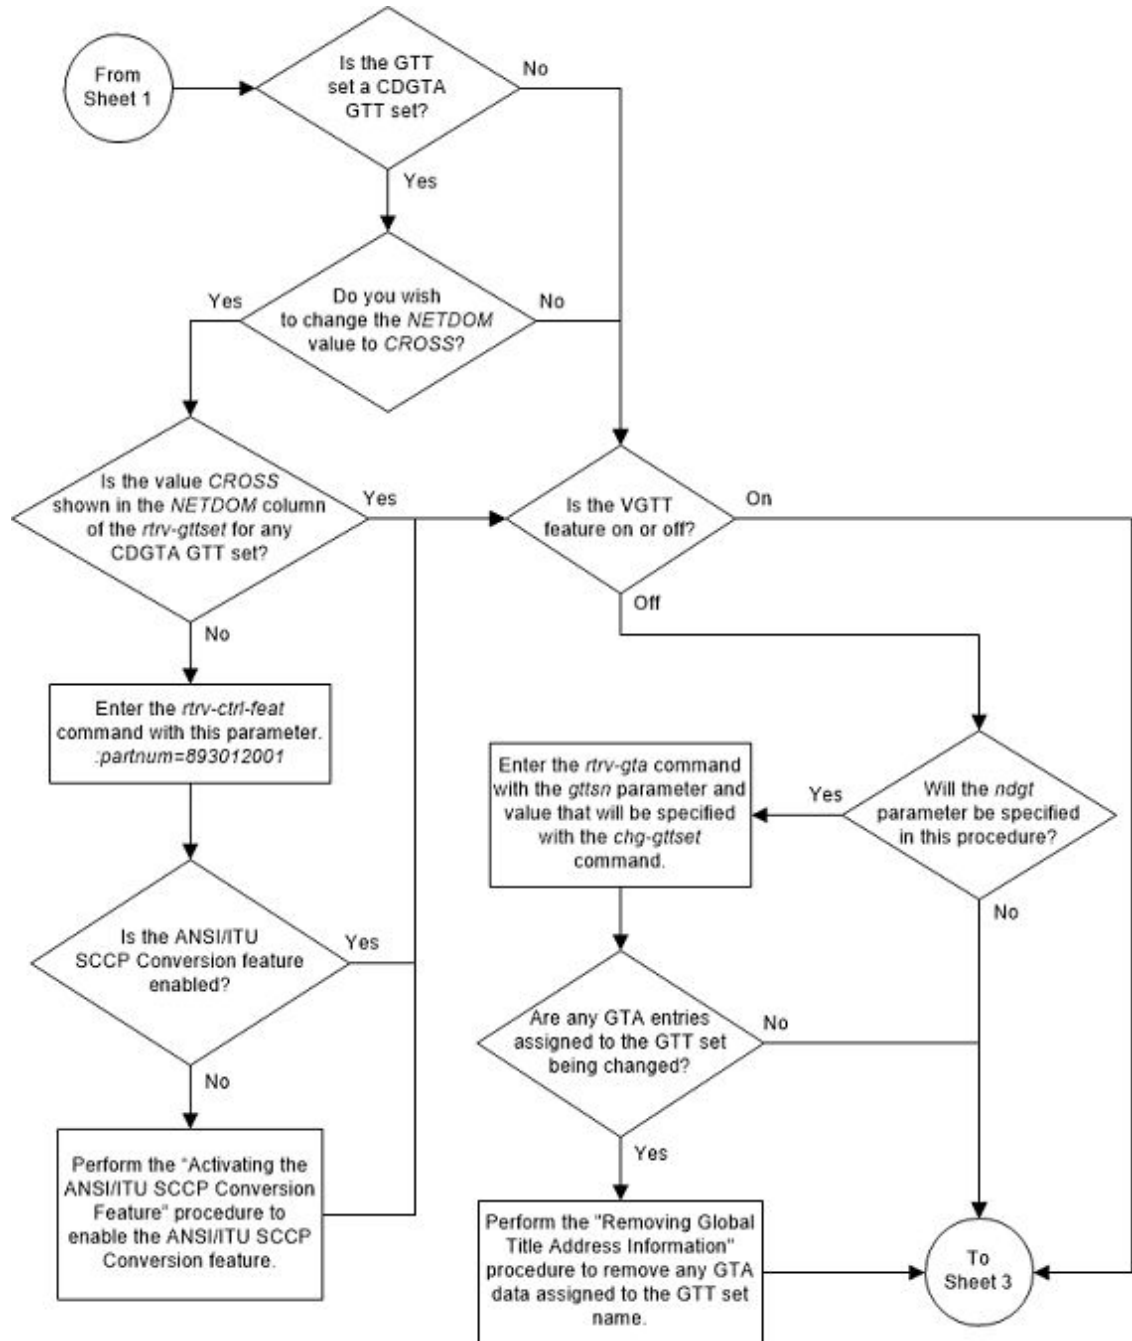 From
Sheet 1
Is the GTT
set a CDGTA
GTT set?
No
Yes
Do you wish
to change the NETDOM
value to CROSS?
Yes
No
Is the value CROSS
shown in the NETDOM column
of the rtrv-gttset for any
CDGTA GTT set?
Yes
No
Is the VGTT
feature on or off?
On
Off
Enter the rtrv-ctrl-feat
command with this parameter.
:partnum=893012001
Enter the rtrv-gta command
with the gttsn parameter and
value that will be specified
with the chg-gttset
command.
Yes
Will the ndgt
parameter be specified
in this procedure?
No
Is the ANSI/ITU
SCCP Conversion feature
enabled?
Yes
No
Are any GTA entries
assigned to the GTT set
being changed?
No
Yes
Perform the "Activating the
ANSI/ITU SCCP Conversion
Feature" procedure to
enable the ANSI/ITU SCCP
Conversion feature.
Perform the "Removing Global
Title Address Information"
procedure to remove any GTA
data assigned to the GTT set
name.
To
Sheet 3